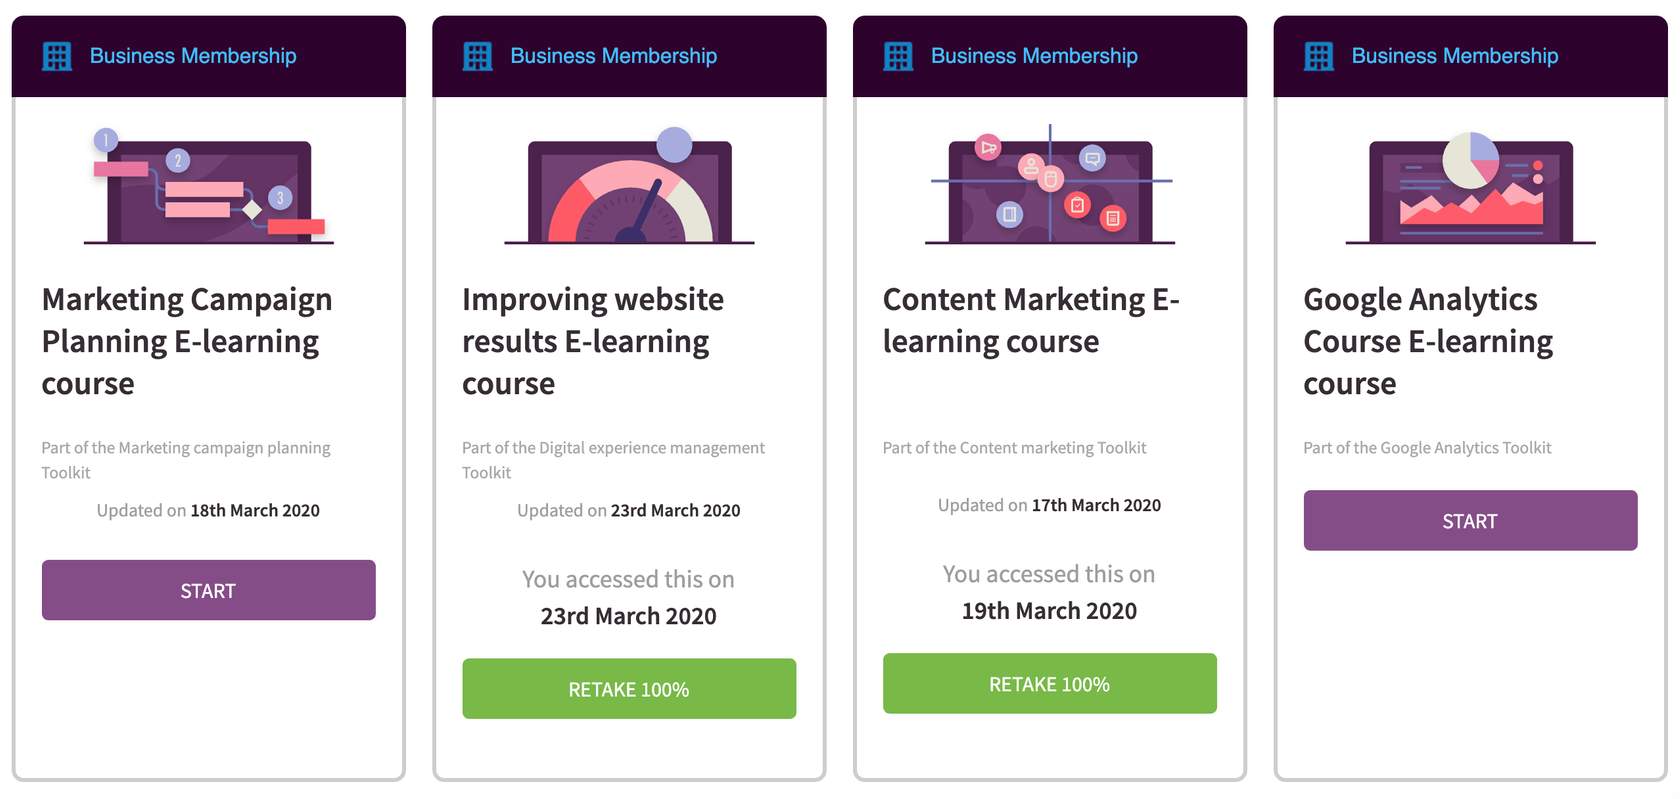 Business Membership
1
2
3
Marketing Campaign
Planning E-learning
course
Part of the Marketing campaign planning
Toolkit
Updated on 18th March 2020
START
Business Membership
Improving website
results E-learning
course
Part of the Digital experience management
Toolkit
Updated on 23rd March 2020
You accessed this on
23rd March 2020
RETAKE 100%
Business Membership
Content Marketing E-
learning course
Part of the Content marketing Toolkit
Updated on 17th March 2020
You accessed this on
19th March 2020
RETAKE 100%
Business Membership
Google Analytics
Course E-learning
course
Part of the Google Analytics Toolkit
START